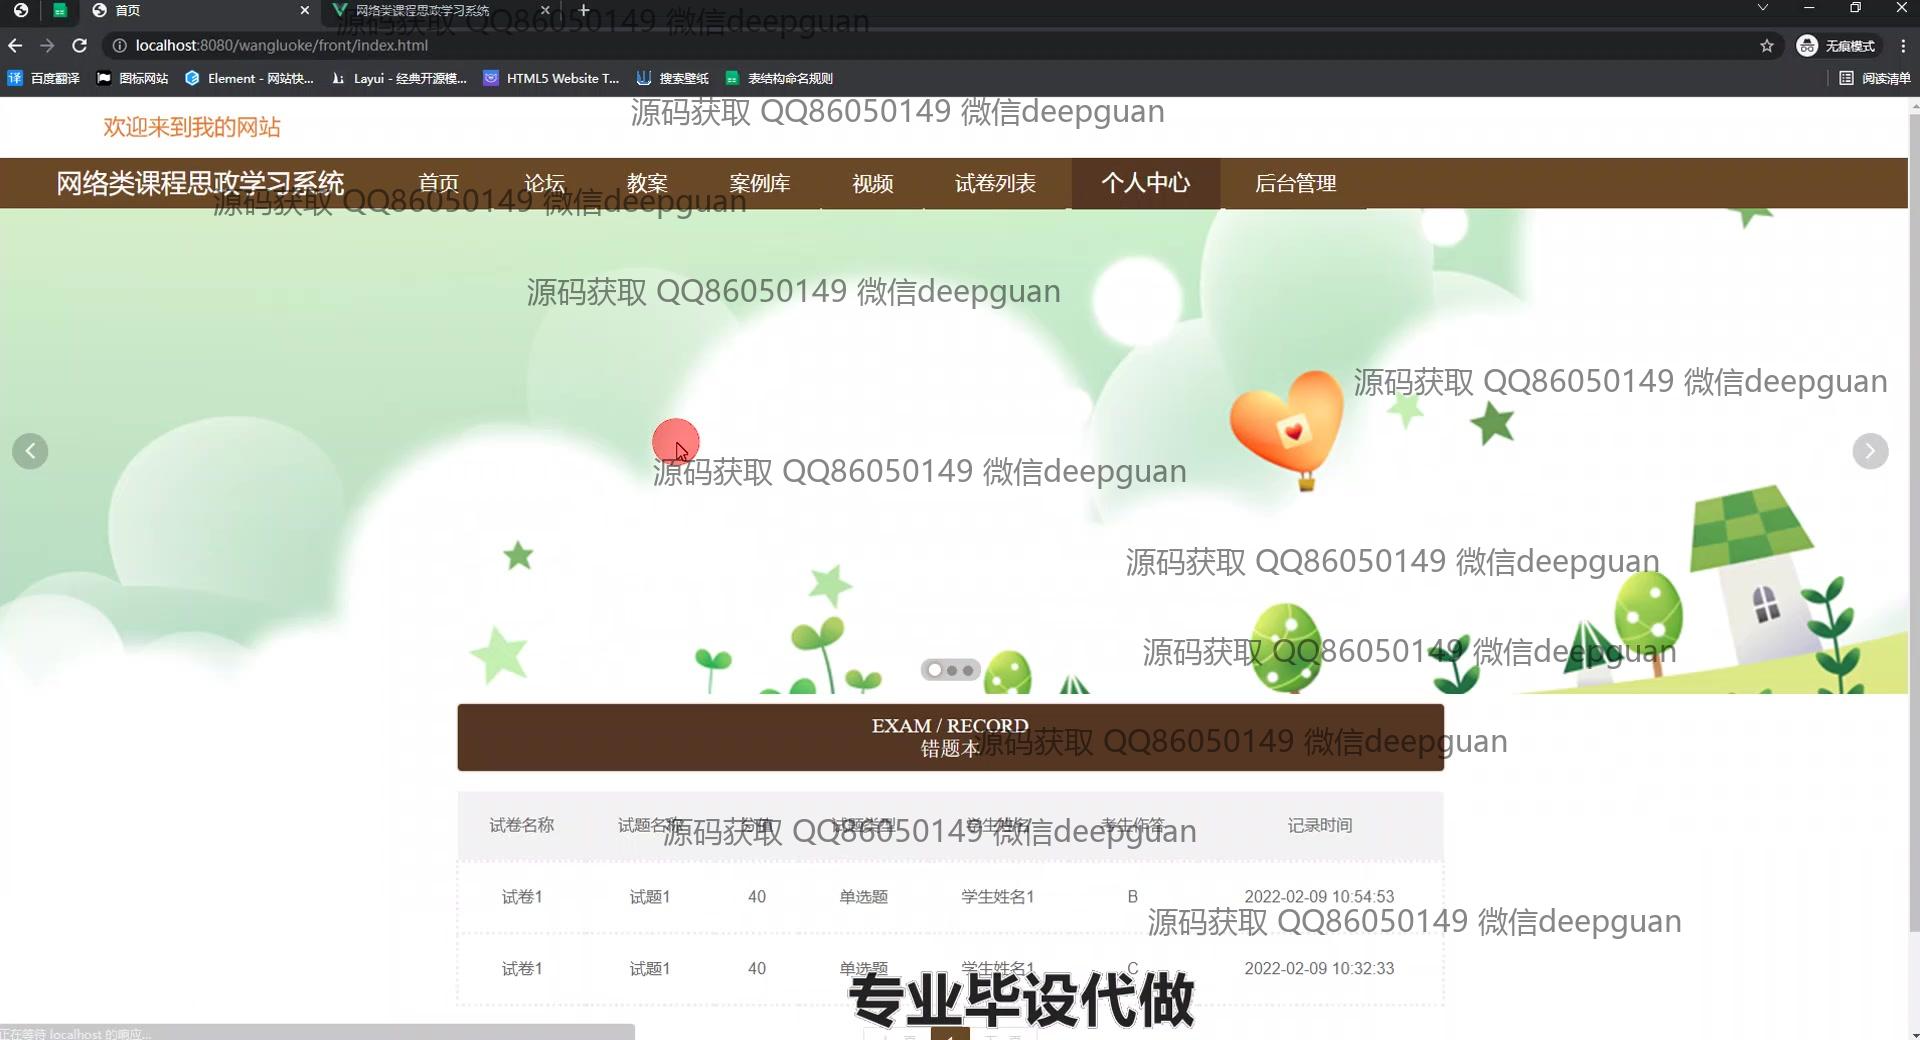 首页
网络类课程思政学习系统
源码获取 QQ86050149 微信deepguan
localhost:8080/wangluoke/front/index.html
无痕模式
百度翻译
图标网站
Element - 网站快...
Layui - 经典开源模...
HTML5 Website T...
搜索壁纸
表结构命名规则
阅读清单
欢迎来到我的网站
源码获取 QQ86050149 微信deepguan
网络类课程思政学习系统
首页
论坛
教案
案例库
视频
试卷列表
个人中心
后台管理
源码获取 QQ86050149 微信deepguan
源码获取 QQ86050149 微信deepguan
源码获取 QQ86050149 微信deepguan
源码获取 QQ86050149 微信deepguan
源码获取 QQ86050149 微信deepguan
源码获取 QQ86050149 微信deepguan
EXAM / RECORD
错题本
源码获取 QQ86050149 微信deepguan
试卷名称 试题名称 分值 试题类型 学生姓名 考生作答 记录时间
源码获取 QQ86050149 微信deepguan
试卷1 试题1 40 单选题 学生姓名1 B 2022-02-09 10:54:53
源码获取 QQ86050149 微信deepguan
试卷1 试题1 40 单选题 学生姓名1 C 2022-02-09 10:32:33
专业毕设代做
正在等待 localhost 的响应...